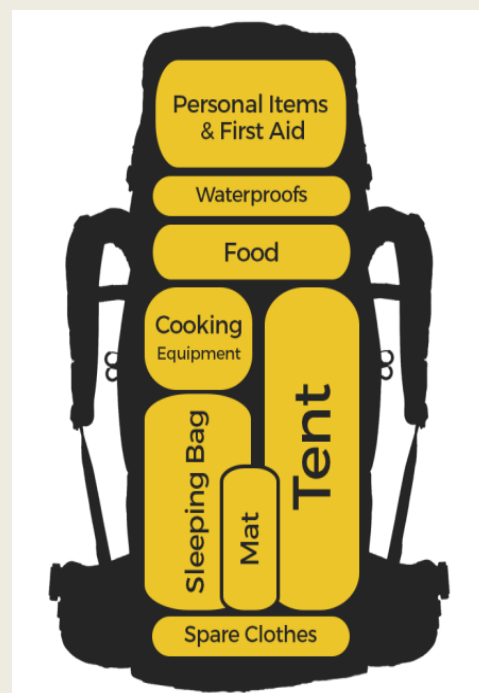 Personal Items
& First Aid
Waterproofs
Food
Cooking
Equipment
Tent
Sleeping Bag
Mat
Spare Clothes